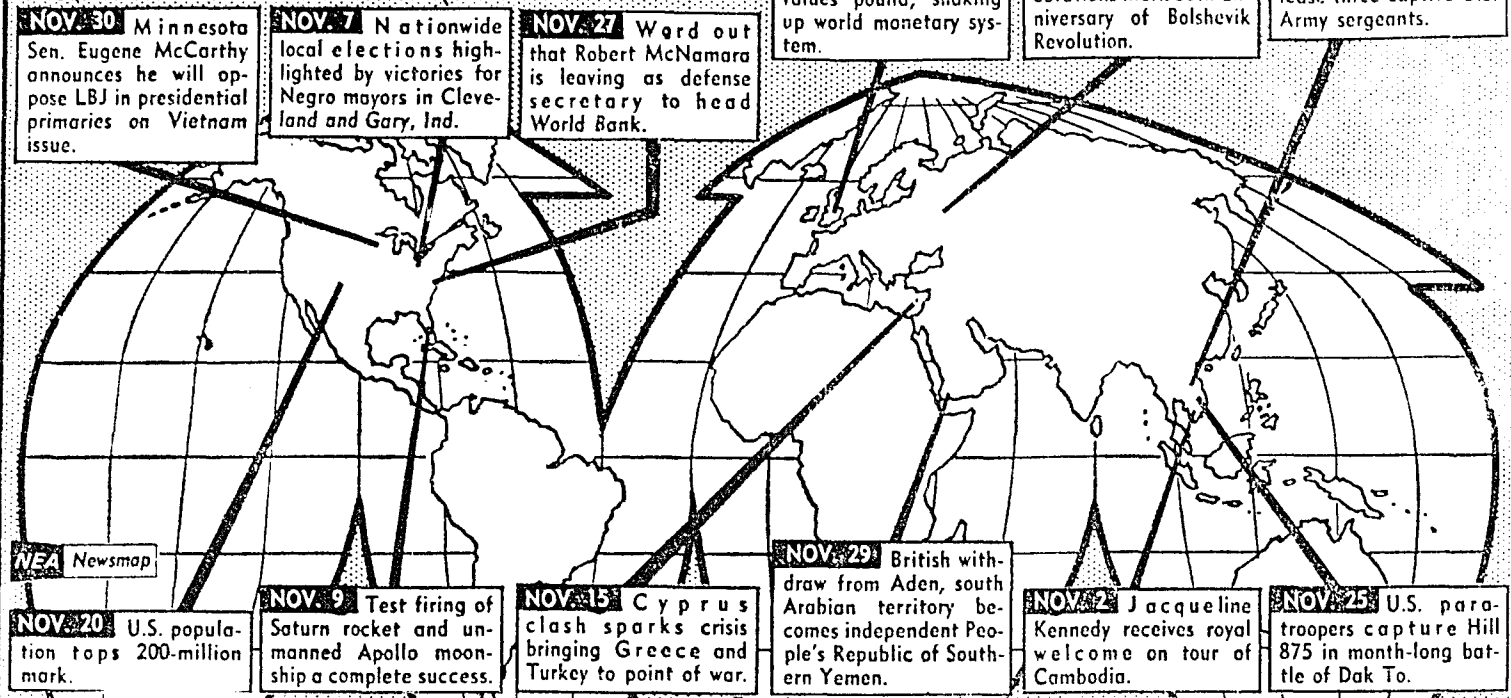 NOV. 30 Minnesota
Sen. Eugene McCarthy
announces he will op-
pose LBJ in presidential
primaries on Vietnam
issue.
NOV. 7 Nationwide
local elections high-
lighted by victories for
Negro mayors in Cleve-
land and Gary, Ind.
NOV. 27 Word out
that Robert McNamara
is leaving as defense
secretary to head
World Bank.
values pound, shaking
up world monetary sys-
tem.
niversary of Bolshevik
Revolution.
Army sergeants.
NEA Newsmap
NOV. 20 U.S. popula-
tion tops 200-million
mark.
NOV. 9 Test firing of
Saturn rocket and un-
manned Apollo moon-
ship a complete success.
NOV. 15 Cyprus
clash sparks crisis
bringing Greece and
Turkey to point of war.
NOV. 29 British with-
draw from Aden, south
Arabian territory be-
comes independent Peo-
ple's Republic of South-
ern Yemen.
NOV. 2 Jacqueline
Kennedy receives royal
welcome on tour of
Cambodia.
NOV. 25 U.S. para-
troopers capture Hill
875 in month-long bat-
tle of Dak To.